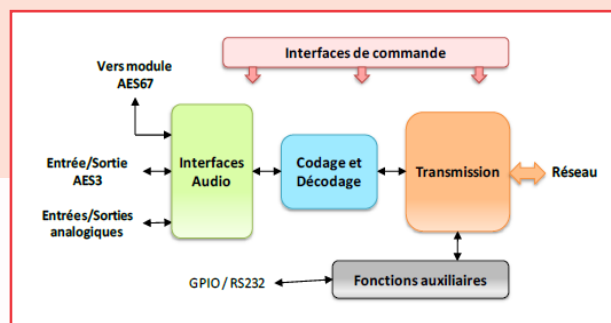 Interfaces de commande
Vers module
AES67
Entrée/Sortie
AES3
Entrées/Sorties
analogiques
Interfaces
Audio
Codage et
Décodage
Transmission
Réseau
GPIO / RS232
Fonctions auxiliaires